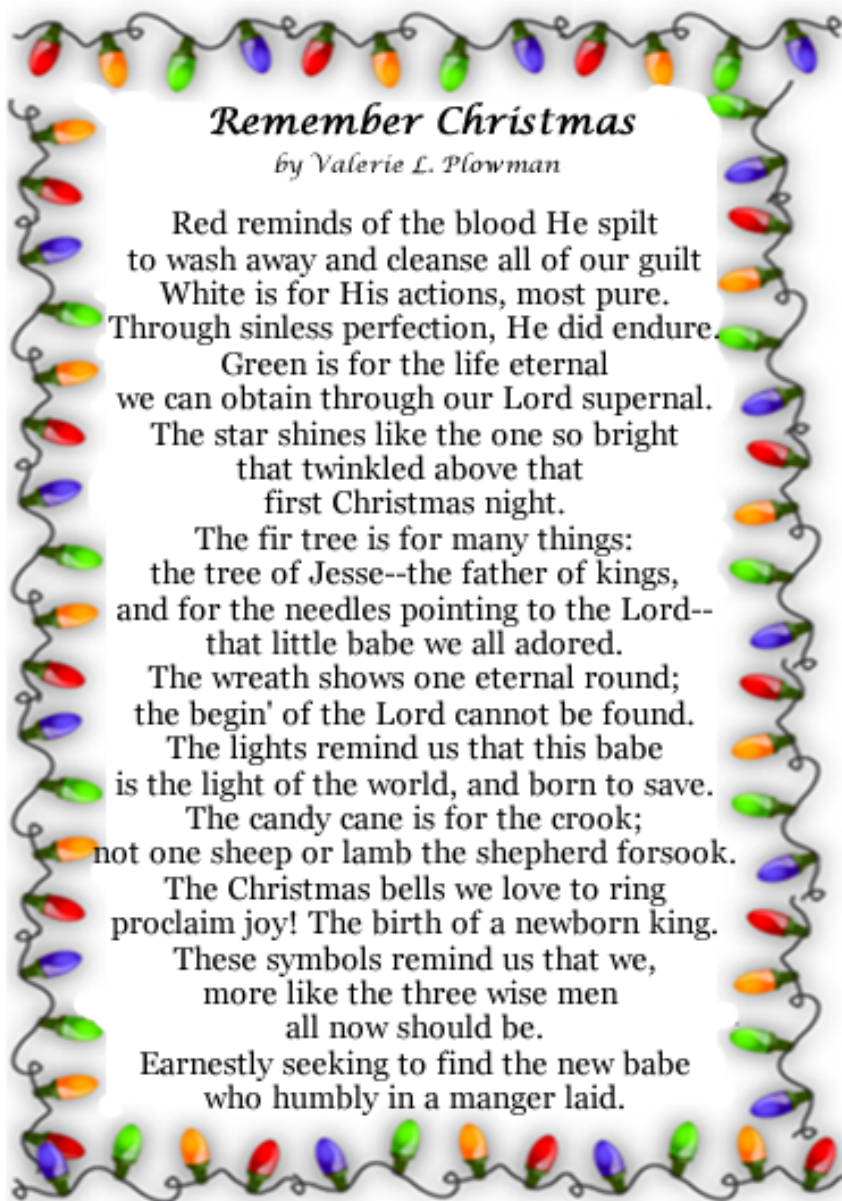 Remember Christmas
by Valerie L. Plowman
Red reminds of the blood He spilt
to wash away and cleanse all of our guilt
White is for His actions, most pure.
Through sinless perfection, He did endure.
Green is for the life eternal
we can obtain through our Lord supernal.
The star shines like the one so bright
that twinkled above that
first Christmas night.
The fir tree is for many things:
the tree of Jesse--the father of kings,
and for the needles pointing to the Lord--
that little babe we all adored.
The wreath shows one eternal round;
the begin' of the Lord cannot be found.
The lights remind us that this babe
is the light of the world, and born to save.
The candy cane is for the crook;
not one sheep or lamb the shepherd forsook.
The Christmas bells we love to ring
proclaim joy! The birth of a newborn king.
These symbols remind us that we,
more like the three wise men
all now should be.
Earnestly seeking to find the new babe
who humbly in a manger laid.